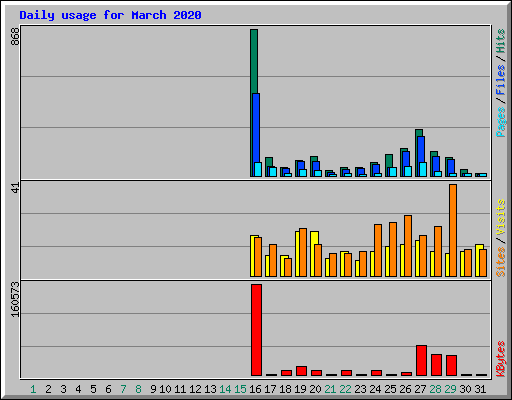 Daily usage for March 2020
868
Pages/Files/Hits
41
Sites/Visits
160573
KBytes
1 2 3 4 5 6 7 8 9 10 11 12 13 14 15 16 17 18 19 20 21 22 23 24 25 26 27 28 29 30 31